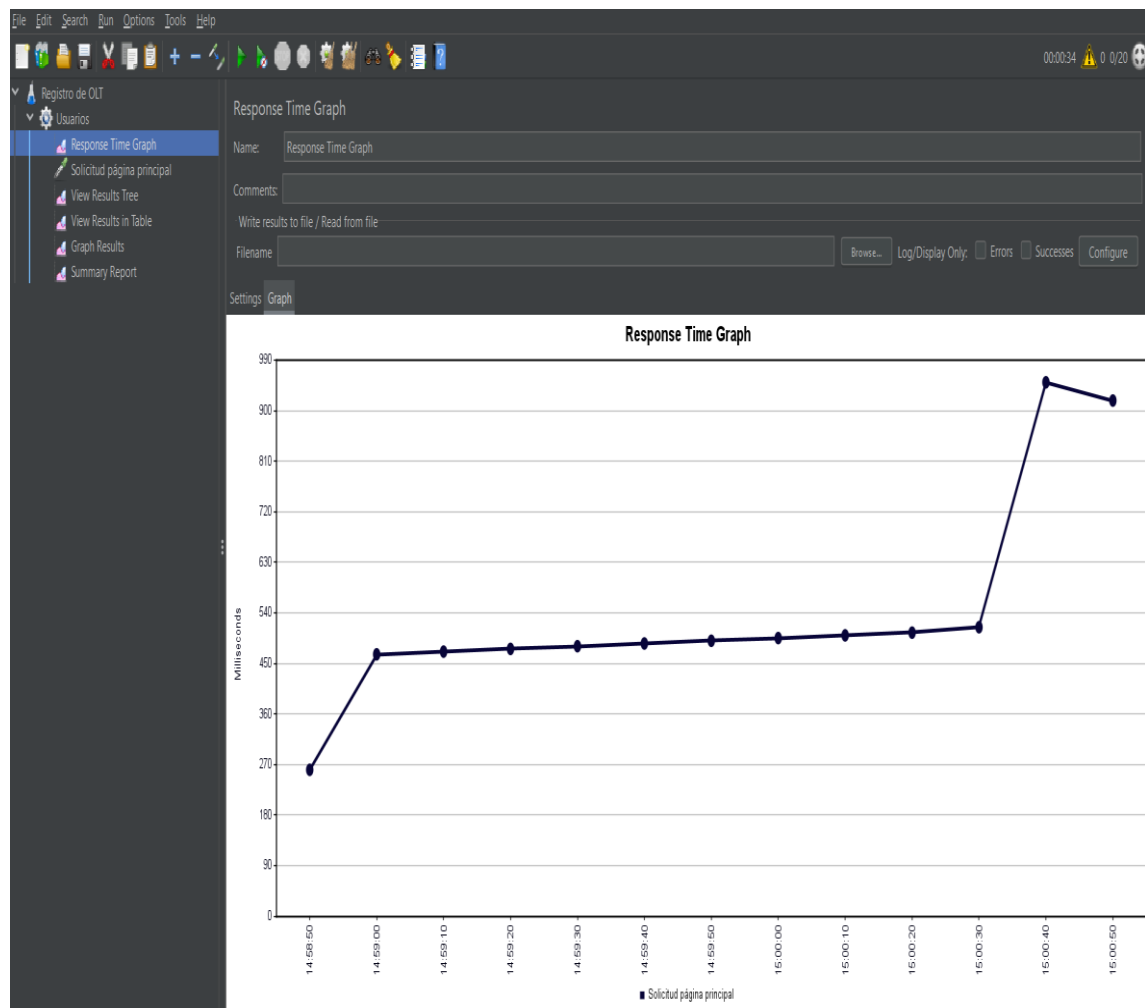 File Edit Search Run Options Tools Help
00:00:34 0 0/20
Registro de OLT
Usuarios
Response Time Graph
Solicitud página principal
View Results Tree
View Results in Table
Graph Results
Summary Report
Response Time Graph
Name: Response Time Graph
Comments:
Write results to file / Read from file
Filename Browse... Log/Display Only: Errors Successes Configure
Settings Graph
Response Time Graph
990
900
810
720
630
540
450
360
270
180
90
0
Milliseconds
14:58:50 14:59:00 14:59:10 14:59:20 14:59:30 14:59:40 14:59:50 15:00:00 15:00:10 15:00:20 15:00:30 15:00:40 15:00:50
Solicitud página principal